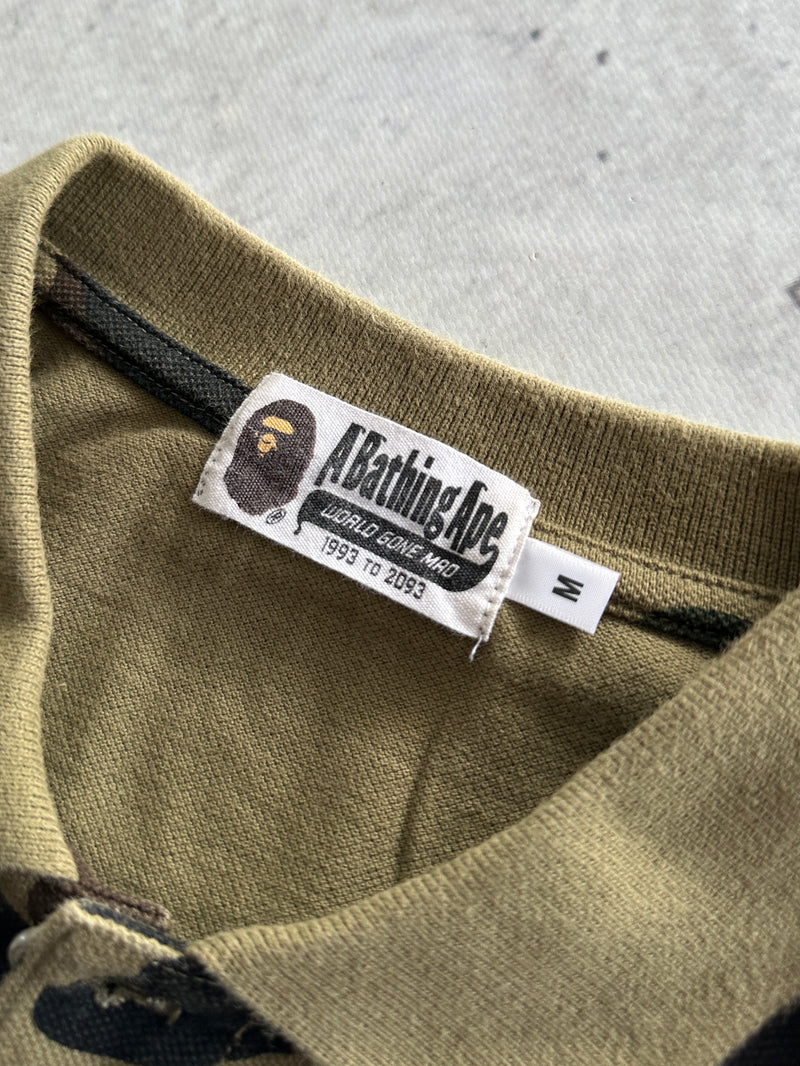 A Bathing Ape
®
WORLD GONE MAD
1993 TO 2093
M